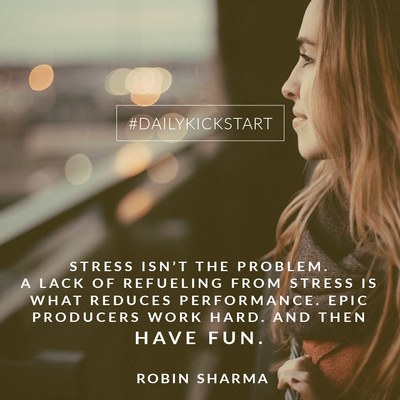 #DAILYKICKSTART
STRESS ISN'T THE PROBLEM.
A LACK OF REFUELING FROM STRESS IS
WHAT REDUCES PERFORMANCE. EPIC
PRODUCERS WORK HARD. AND THEN
HAVE FUN.
ROBIN SHARMA